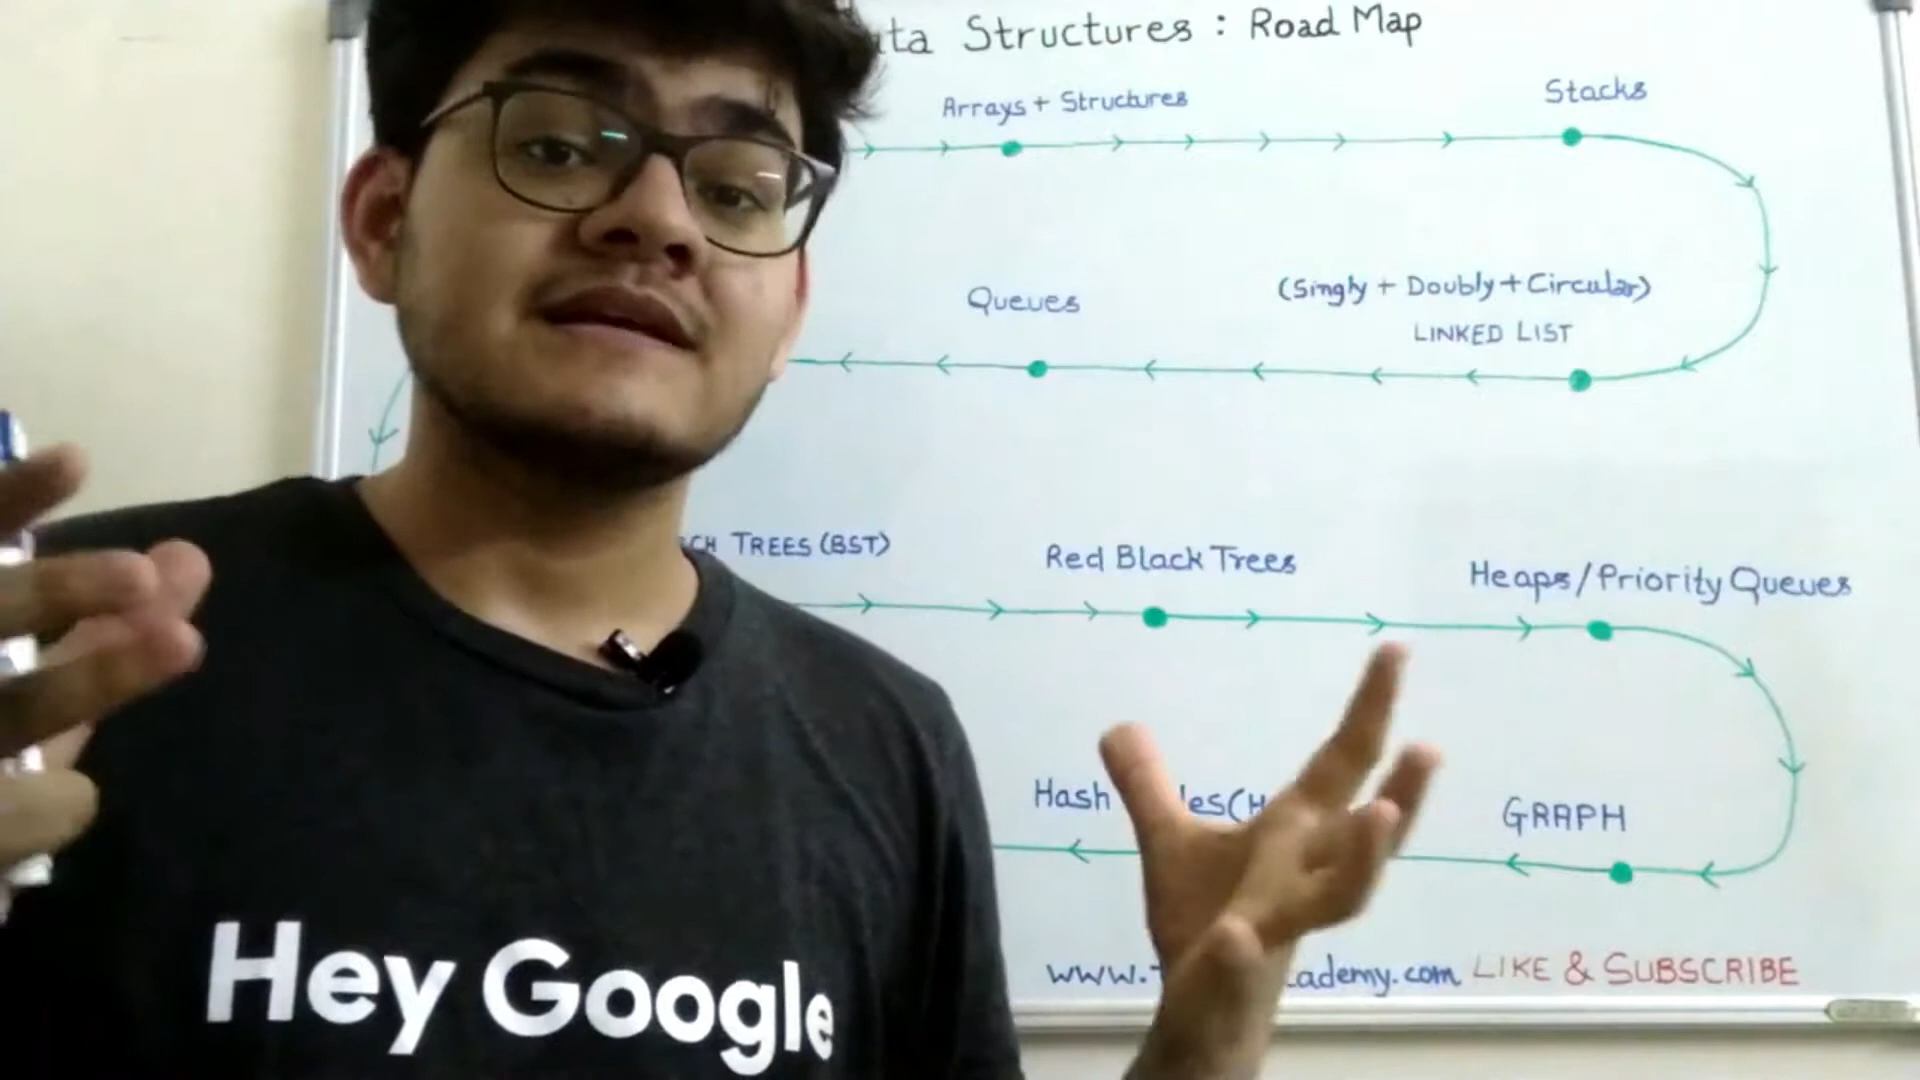 Structures : Road Map
Arrays + Structures
Stacks
Queues
(Singly + Doubly + Circular)
LINKED LIST
TREES (BST)
Red Black Trees
Heaps/Priority Queues
Hash
GRAPH
LIKE & SUBSCRIBE
Hey Google